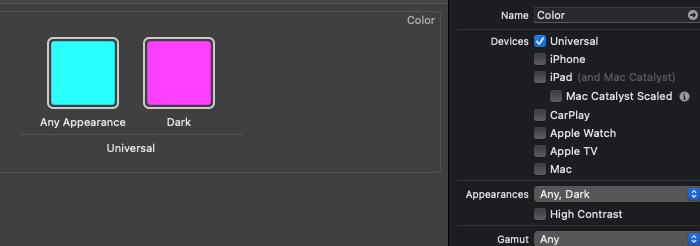 Color
Any Appearance
Dark
Universal
Name Color
Devices Universal
iPhone
iPad (and Mac Catalyst)
Mac Catalyst Scaled
CarPlay
Apple Watch
Apple TV
Mac
Appearances Any, Dark
High Contrast
Gamut Any